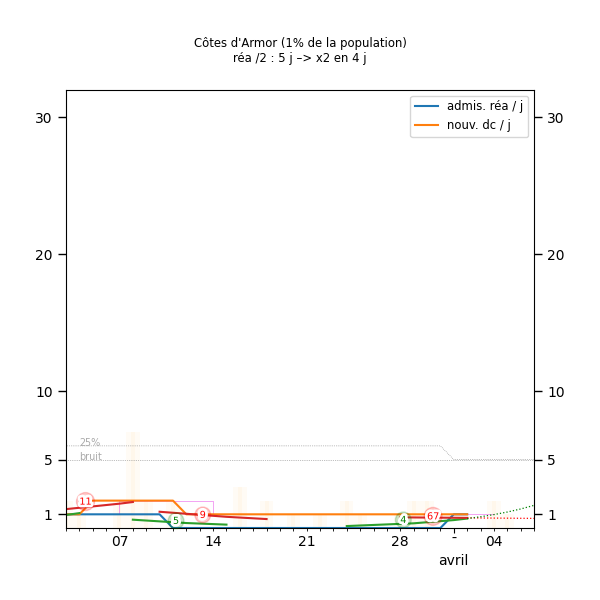 Côtes d'Armor (1% de la population)
réa /2 : 5 j –> x2 en 4 j
admis. réa / j
nouv. dc / j
30 30
20 20
10 10
25%
bruit
5 5
11
5
9
4
67
1 1
07 14 21 28 - 04
avril